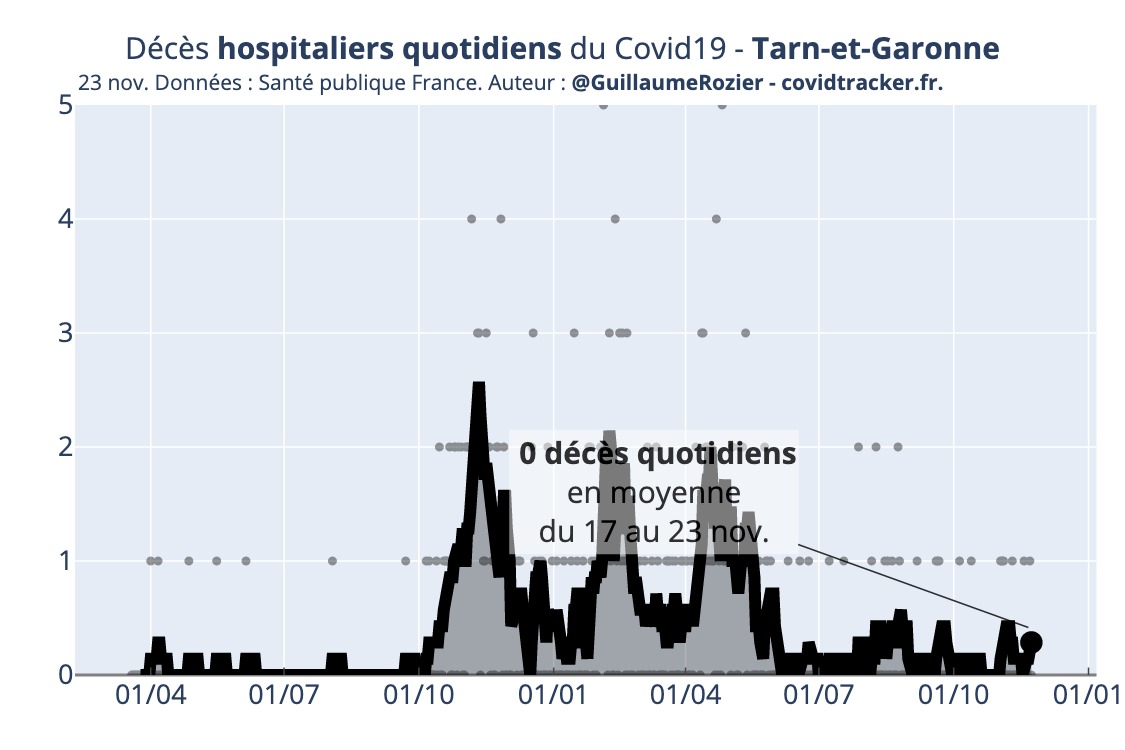 Décès hospitaliers quotidiens du Covid19 - Tarn-et-Garonne
23 nov. Données : Santé publique France. Auteur : @GuillaumeRozier - covidtracker.fr.
5
4
3
2
1
0
0 décès quotidiens
en moyenne
du 17 au 23 nov.
01/04 01/07 01/10 01/01 01/04 01/07 01/10 01/01